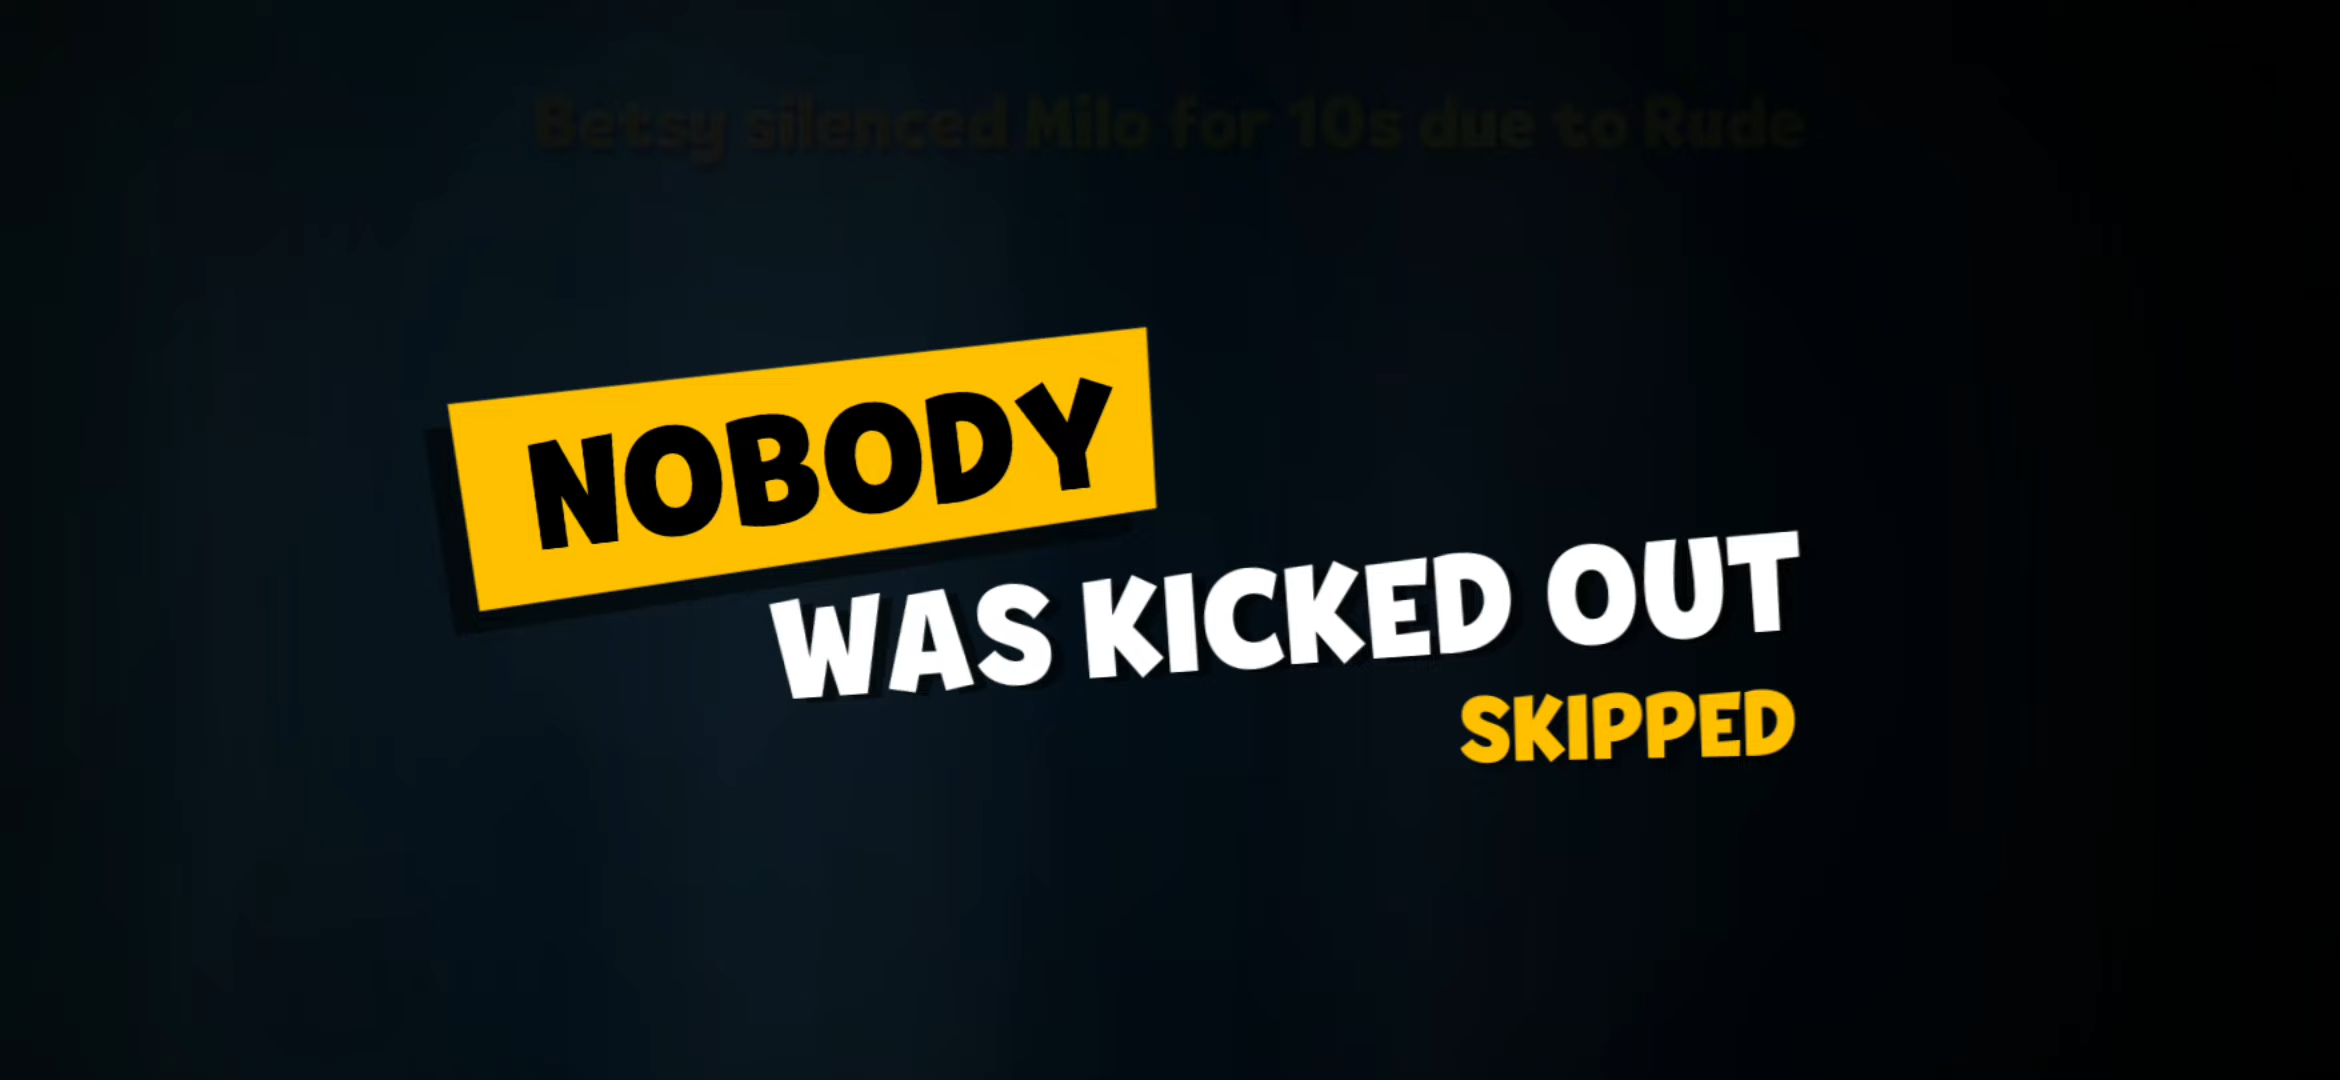 Betsy silenced Milo for 10s due to Rude
NOBODY
WAS KICKED OUT
SKIPPED